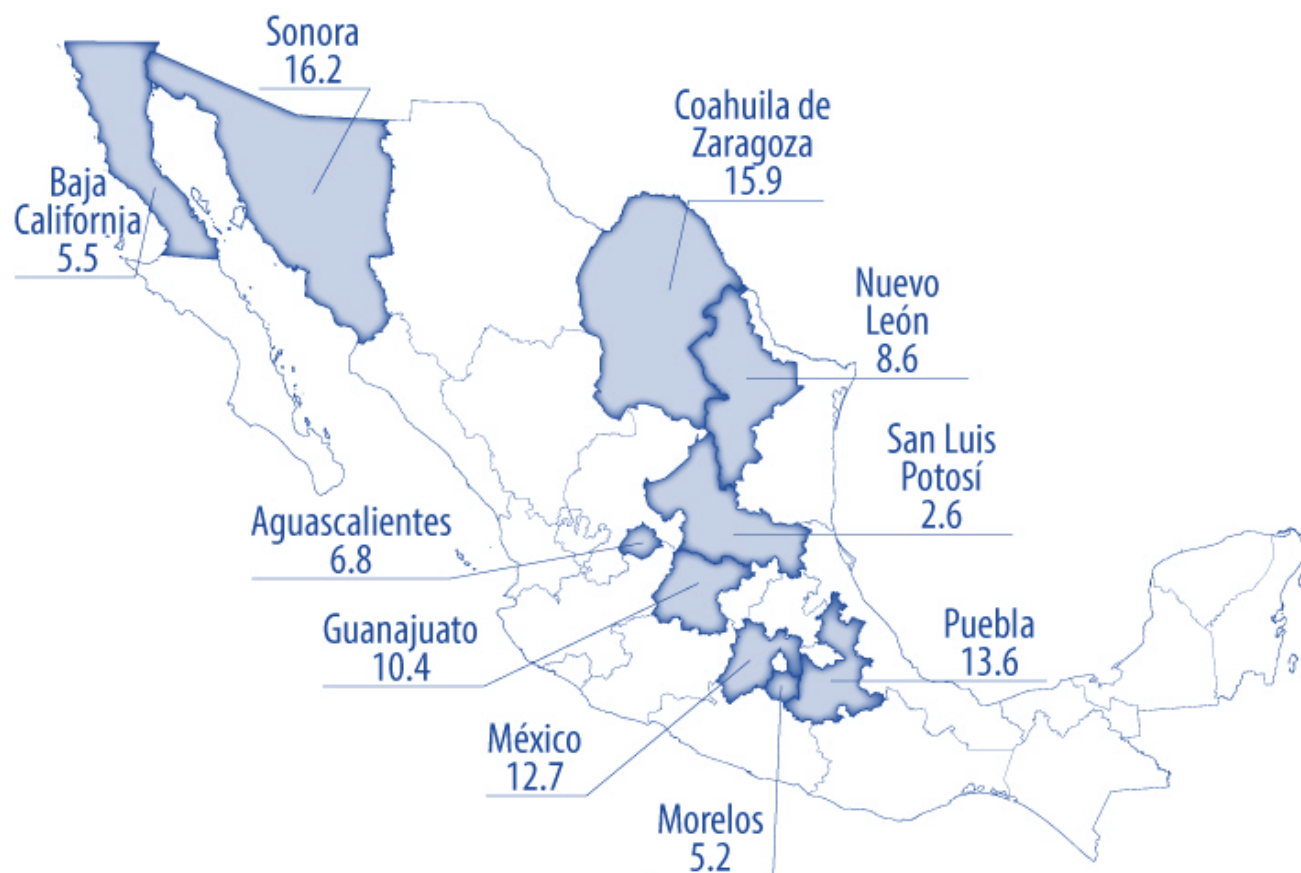 Sonora
16.2
Coahuila de
Zaragoza
15.9
Baja
California
5.5
Nuevo
León
8.6
San Luis
Potosí
2.6
Aguascalientes
6.8
Guanajuato
10.4
Puebla
13.6
México
12.7
Morelos
5.2